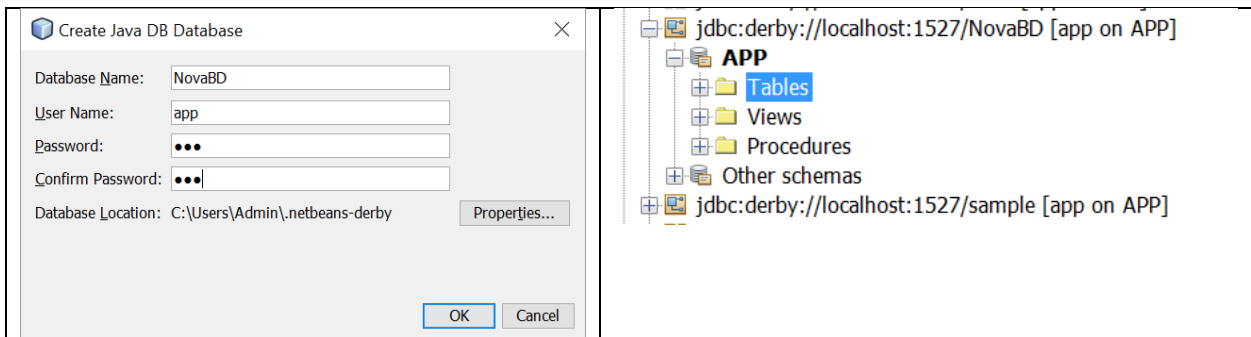 Create Java DB Database
Database Name: NovaBD
User Name: app
Password: •••
Confirm Password: •••
Database Location: C:\Users\Admin\.netbeans-derby Properties...
OK Cancel
jdbc:derby://localhost:1527/NovaBD [app on APP]
APP
Tables
Views
Procedures
Other schemas
jdbc:derby://localhost:1527/sample [app on APP]